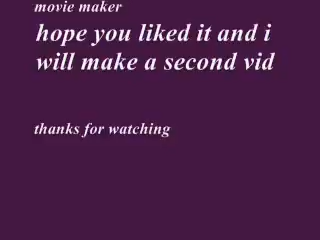 movie maker
hope you liked it and i
will make a second vid
thanks for watching